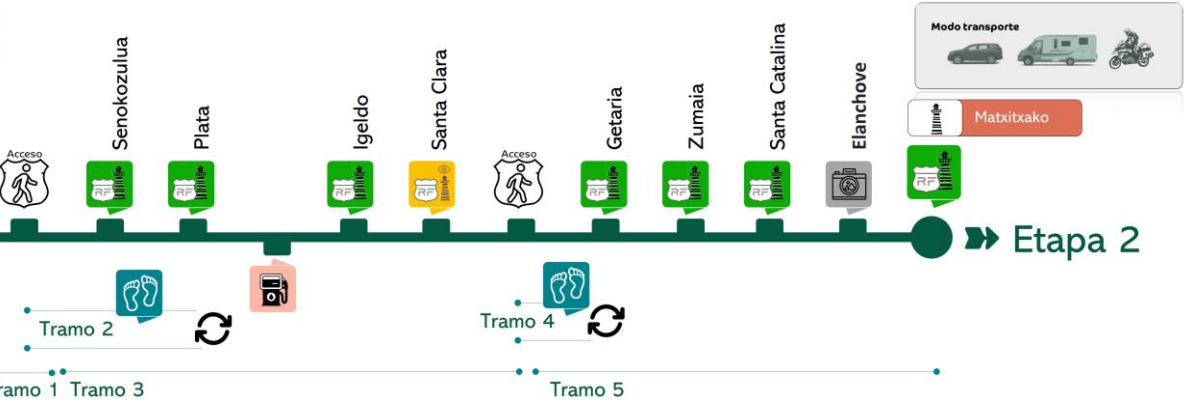 Modo transporte
Matxitxako
Senokozulua
Plata
Igeldo
Santa Clara
Getaria
Zumaia
Santa Catalina
Elanchove
Acceso
Acceso
RF
RF
RF
RF
RF
RF
RF
RF
Etapa 2
Tramo 2
Tramo 4
ramo 1
Tramo 3
Tramo 5